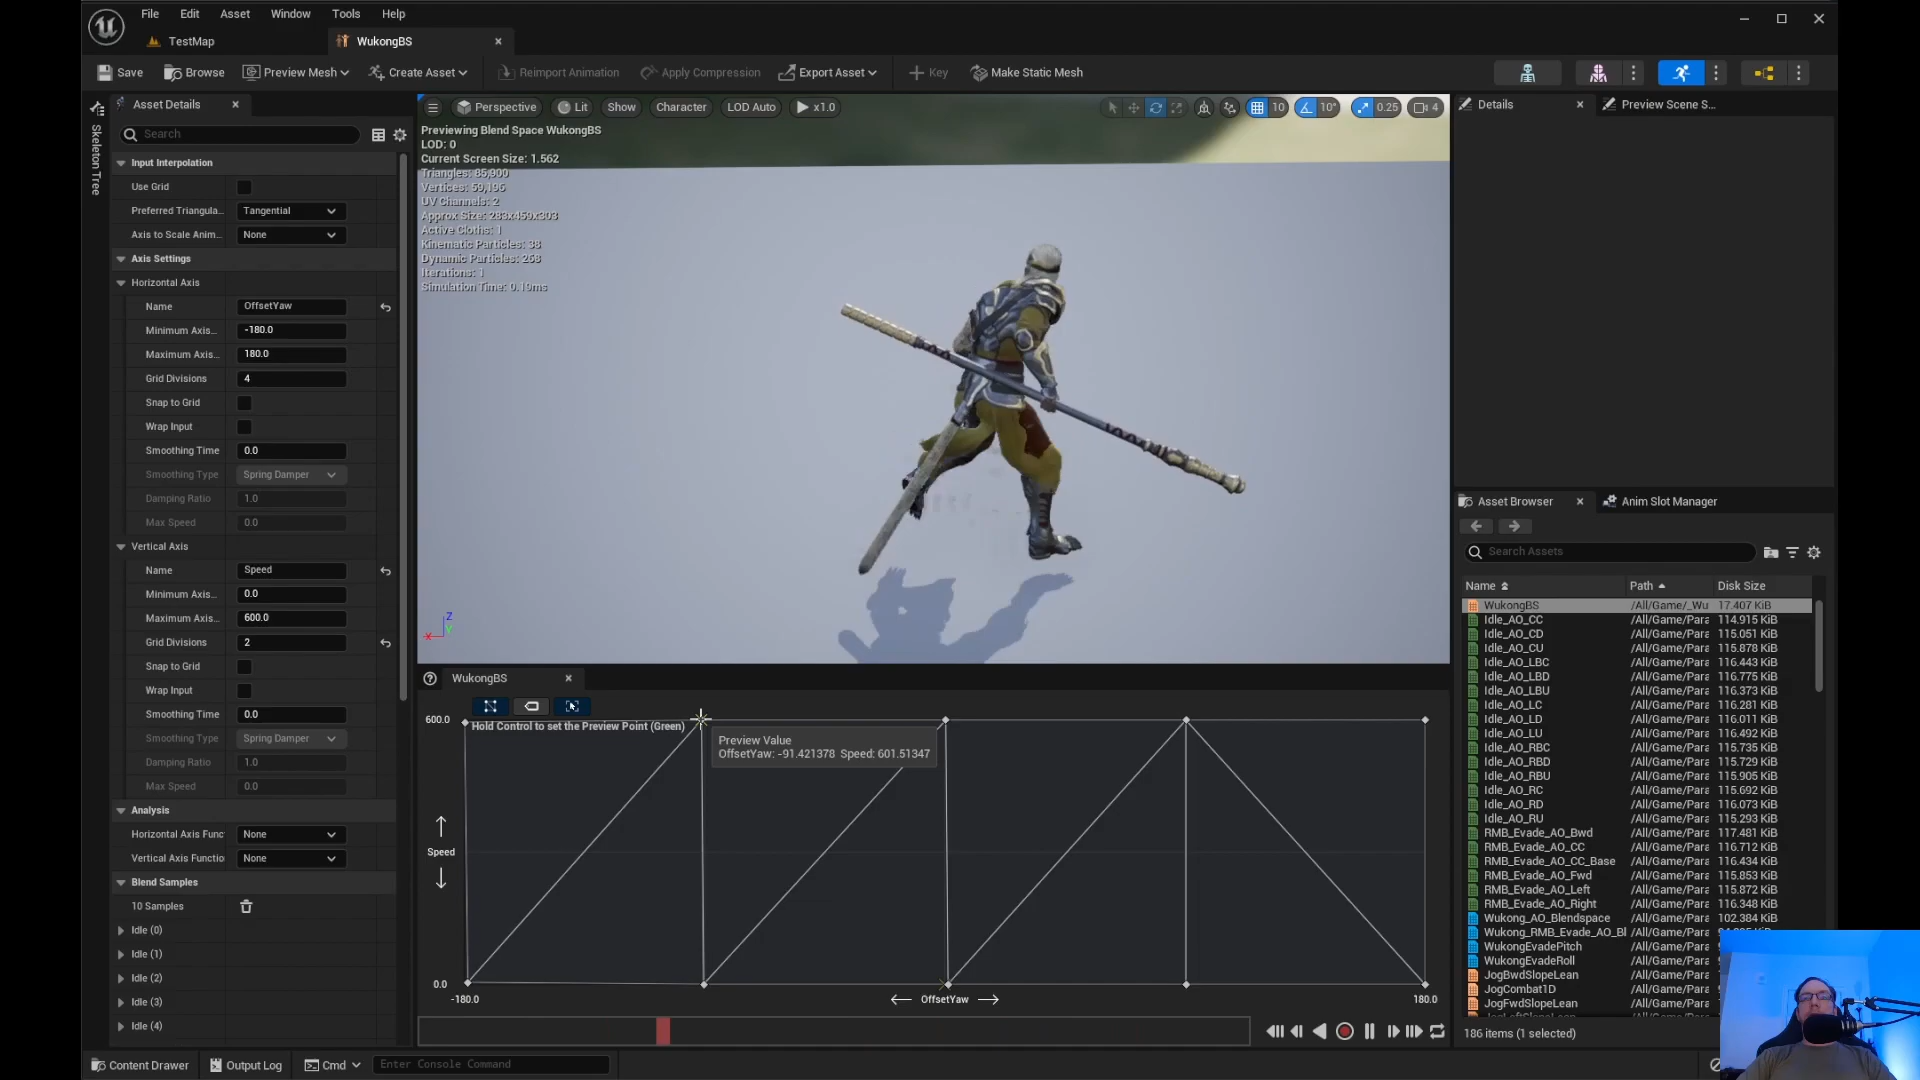 File Edit Asset Window Tools Help
TestMap WukongBS
Save Browse Preview Mesh Create Asset Reimport Animation Apply Compression Export Asset Key Make Static Mesh
Asset Details
Perspective Lit Show Character LOD Auto x1.0 10 10° 0.25 4
Details Preview Scene S...
Skeleton Tree
Search
Input Interpolation
Use Grid
Preferred Triangula... Tangential
Axis to Scale Anim... None
Axis Settings
Horizontal Axis
Name OffsetYaw
Minimum Axis... -180.0
Maximum Axis... 180.0
Grid Divisions 4
Snap to Grid
Wrap Input
Smoothing Time 0.0
Smoothing Type Spring Damper
Damping Ratio 1.0
Max Speed 0.0
Vertical Axis
Name Speed
Minimum Axis... 0.0
Maximum Axis... 600.0
Grid Divisions 2
Snap to Grid
Wrap Input
Smoothing Time 0.0
Smoothing Type Spring Damper
Damping Ratio 1.0
Max Speed 0.0
Analysis
Horizontal Axis Func None
Vertical Axis Functio None
Blend Samples
10 Samples
Idle (0)
Idle (1)
Idle (2)
Idle (3)
Idle (4)
Previewing Blend Space WukongBS
LOD: 0
Current Screen Size: 1.562
Triangles: 85,900
Vertices: 59,196
UV Channels: 2
Approx Size: 283x459x303
Active Cloths: 1
Kinematic Particles: 38
Dynamic Particles: 268
Iterations: 1
Simulation Time: 0.19ms
Z
X
WukongBS
600.0
Hold Control to set the Preview Point (Green)
Preview Value
OffsetYaw: -91.421378 Speed: 601.51347
Speed
0.0
-180.0 OffsetYaw 180.0
Asset Browser Anim Slot Manager
Search Assets
Name Path Disk Size
WukongBS /All/Game/_Wu 17.407 KiB
Idle_AO_CC /All/Game/Para 114.915 KiB
Idle_AO_CD /All/Game/Para 115.051 KiB
Idle_AO_CU /All/Game/Para 115.878 KiB
Idle_AO_LBC /All/Game/Para 116.443 KiB
Idle_AO_LBD /All/Game/Para 116.775 KiB
Idle_AO_LBU /All/Game/Para 116.373 KiB
Idle_AO_LC /All/Game/Para 116.281 KiB
Idle_AO_LD /All/Game/Para 116.011 KiB
Idle_AO_LU /All/Game/Para 116.492 KiB
Idle_AO_RBC /All/Game/Para 115.735 KiB
Idle_AO_RBD /All/Game/Para 115.729 KiB
Idle_AO_RBU /All/Game/Para 115.905 KiB
Idle_AO_RC /All/Game/Para 115.692 KiB
Idle_AO_RD /All/Game/Para 116.073 KiB
Idle_AO_RU /All/Game/Para 115.293 KiB
RMB_Evade_AO_Bwd /All/Game/Para 117.481 KiB
RMB_Evade_AO_CC /All/Game/Para 116.712 KiB
RMB_Evade_AO_CC_Base /All/Game/Para 116.434 KiB
RMB_Evade_AO_Fwd /All/Game/Para 115.853 KiB
RMB_Evade_AO_Left /All/Game/Para 115.872 KiB
RMB_Evade_AO_Right /All/Game/Para 116.348 KiB
Wukong_AO_Blendspace /All/Game/Para 102.384 KiB
Wukong_RMB_Evade_AO_Bl /All/Game/Para
WukongEvadePitch /All/Game/Para
WukongEvadeRoll /All/Game/Para
JogBwdSlopeLean /All/Game/Para
JogCombat1D /All/Game/Para
JogFwdSlopeLean /All/Game/Para
186 items (1 selected)
Content Drawer Output Log Cmd Enter Console Command